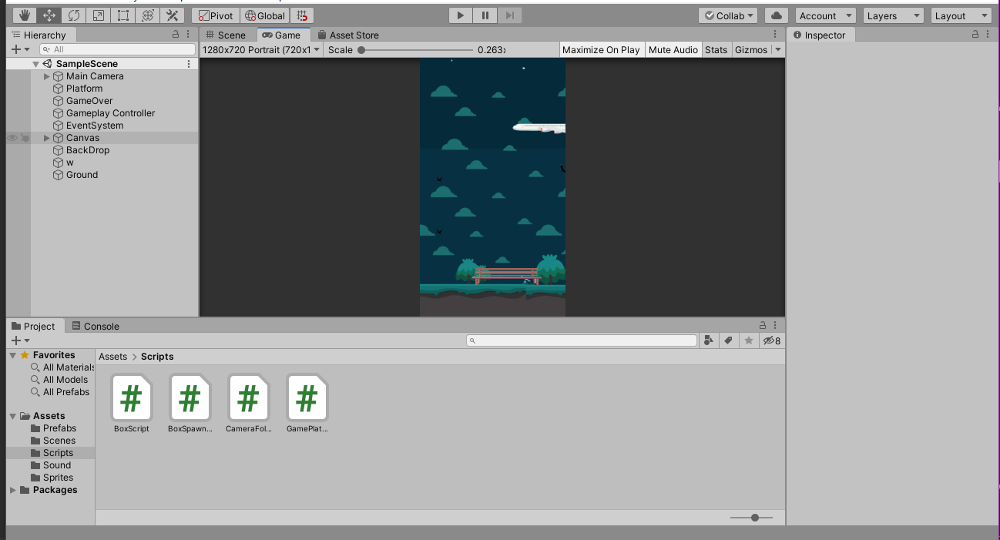 Pivot
Global
Collab
Account
Layers
Layout
Hierarchy
Scene
Game
Asset Store
Inspector
All
1280x720 Portrait (720x1
Scale
0.263x
Maximize On Play
Mute Audio
Stats
Gizmos
SampleScene
Main Camera
Platform
GameOver
Gameplay Controller
EventSystem
Canvas
BackDrop
w
Ground
Project
Console
8
Favorites
All Materials
All Models
All Prefabs
Assets
Prefabs
Scenes
Scripts
Sound
Sprites
Packages
Assets > Scripts
# # # #
BoxScript
BoxSpawn...
CameraFol...
GamePlat...